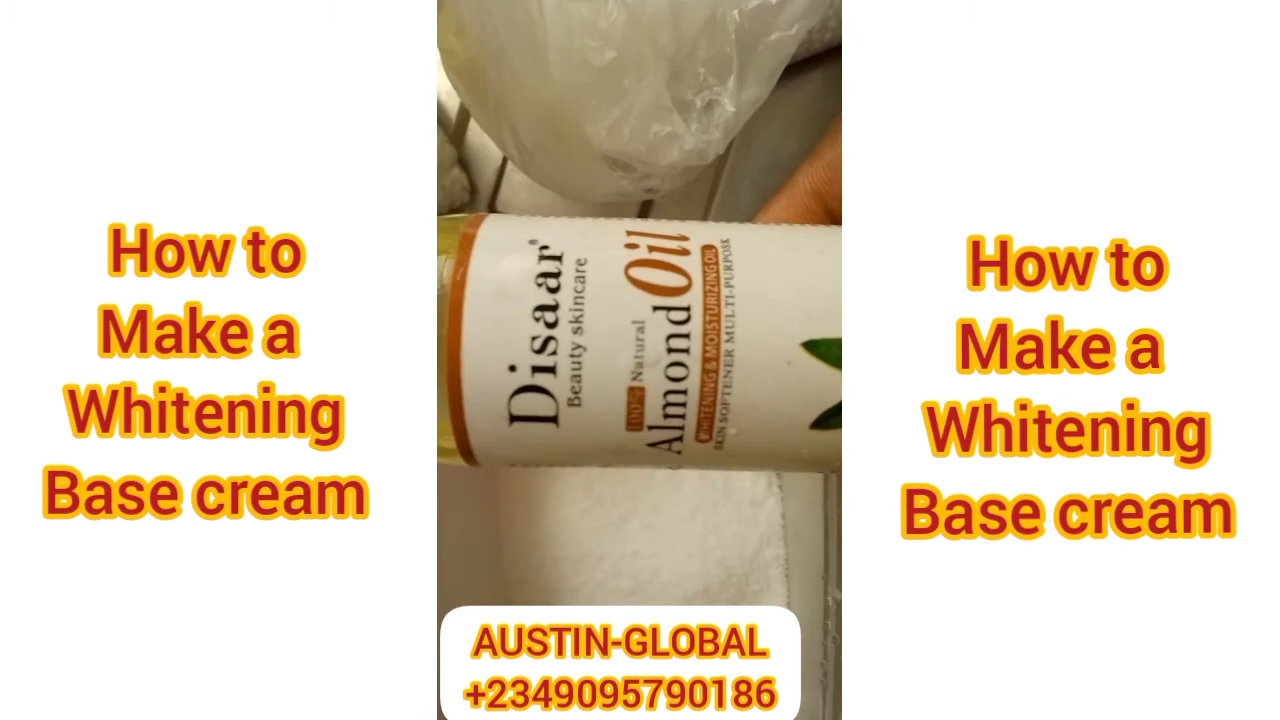 How to
Make a
Whitening
Base cream
Disaar®
Beauty skincare
100% Natural
Almond Oil
WHITENING & MOISTURIZING OIL
SKIN SOFTENER MULTI-PURPOSE
AUSTIN-GLOBAL
+2349095790186
How to
Make a
Whitening
Base cream